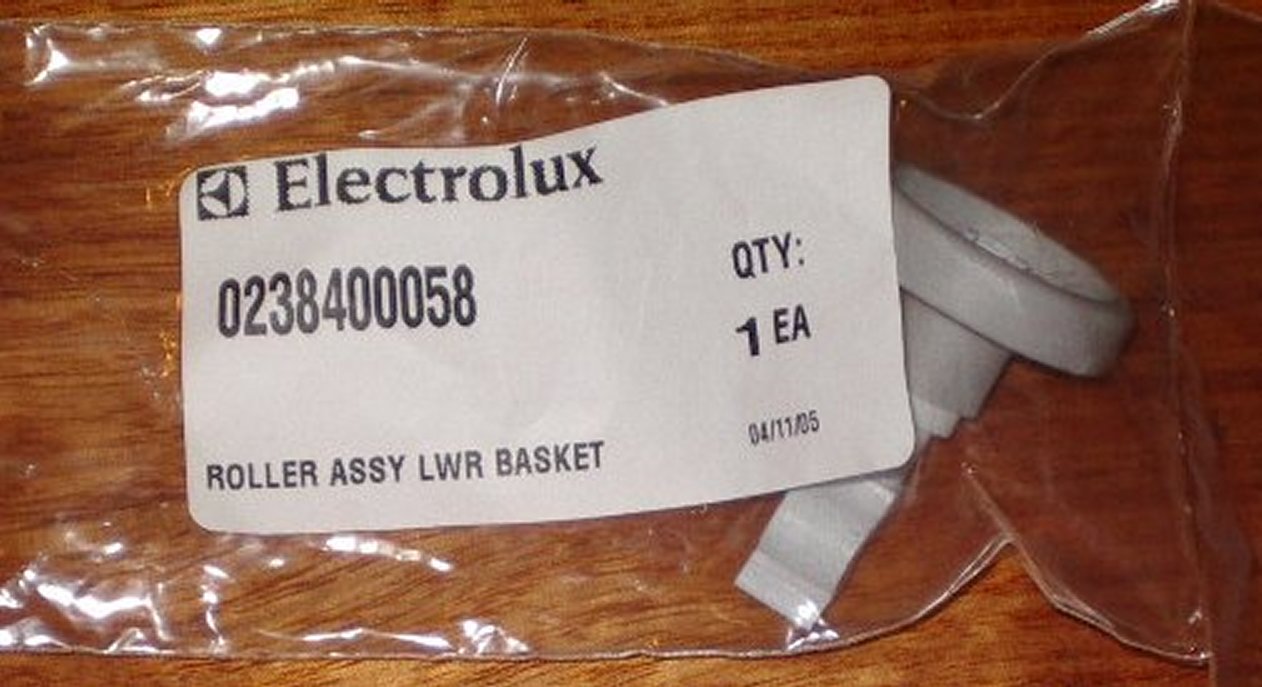 Electrolux
0238400058
QTY:
1 EA
04/11/05
ROLLER ASSY LWR BASKET